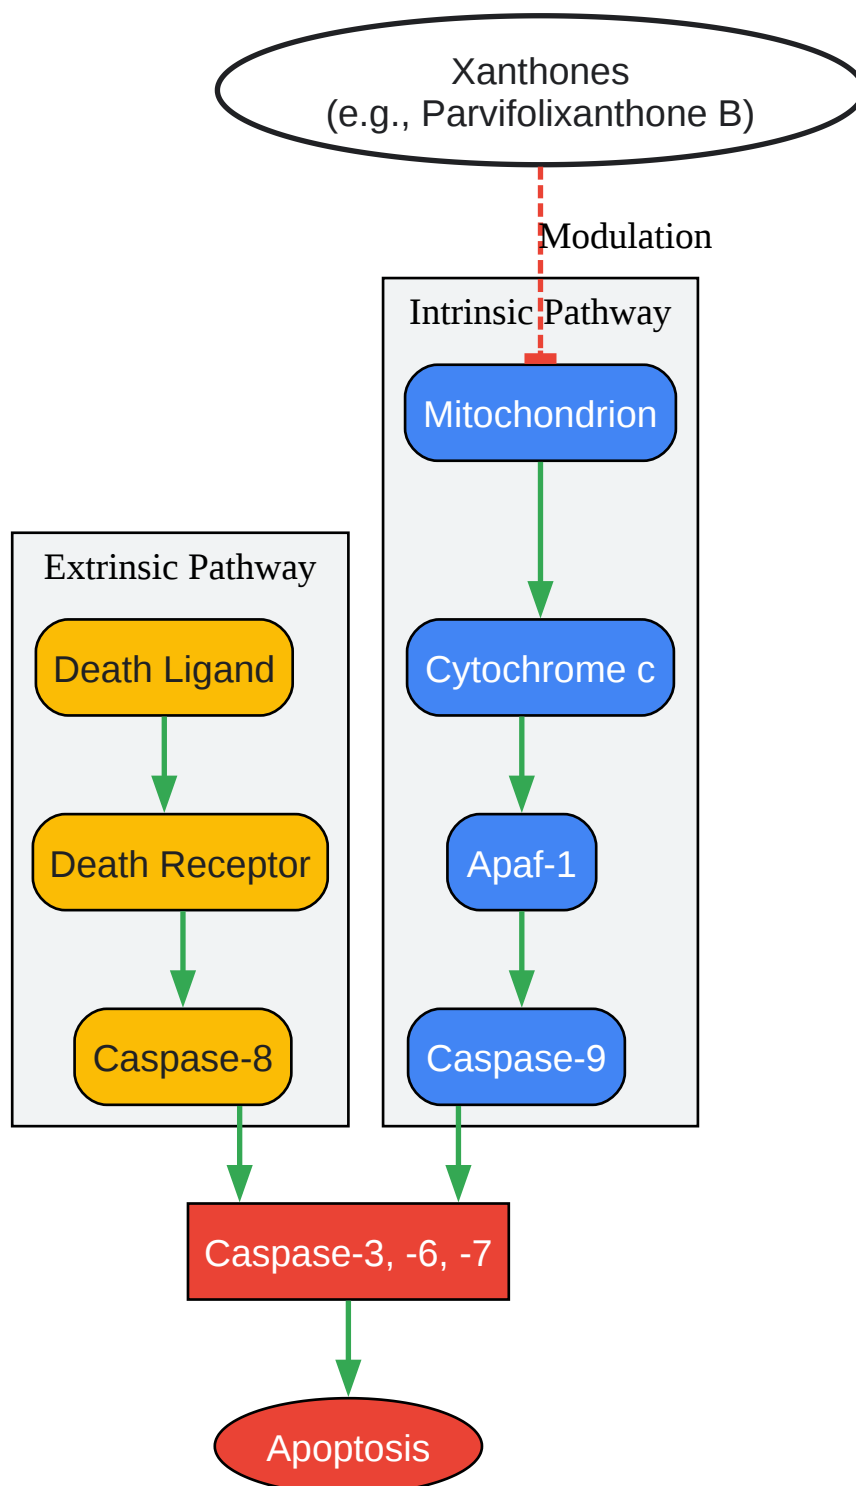 Xanthones
(e.g., Parvifolixanthone B)
Modulation
Intrinsic Pathway
Mitochondrion
Extrinsic Pathway
Death Ligand
Cytochrome c
Death Receptor
Apaf-1
Caspase-8
Caspase-9
Caspase-3, -6, -7
Apoptosis